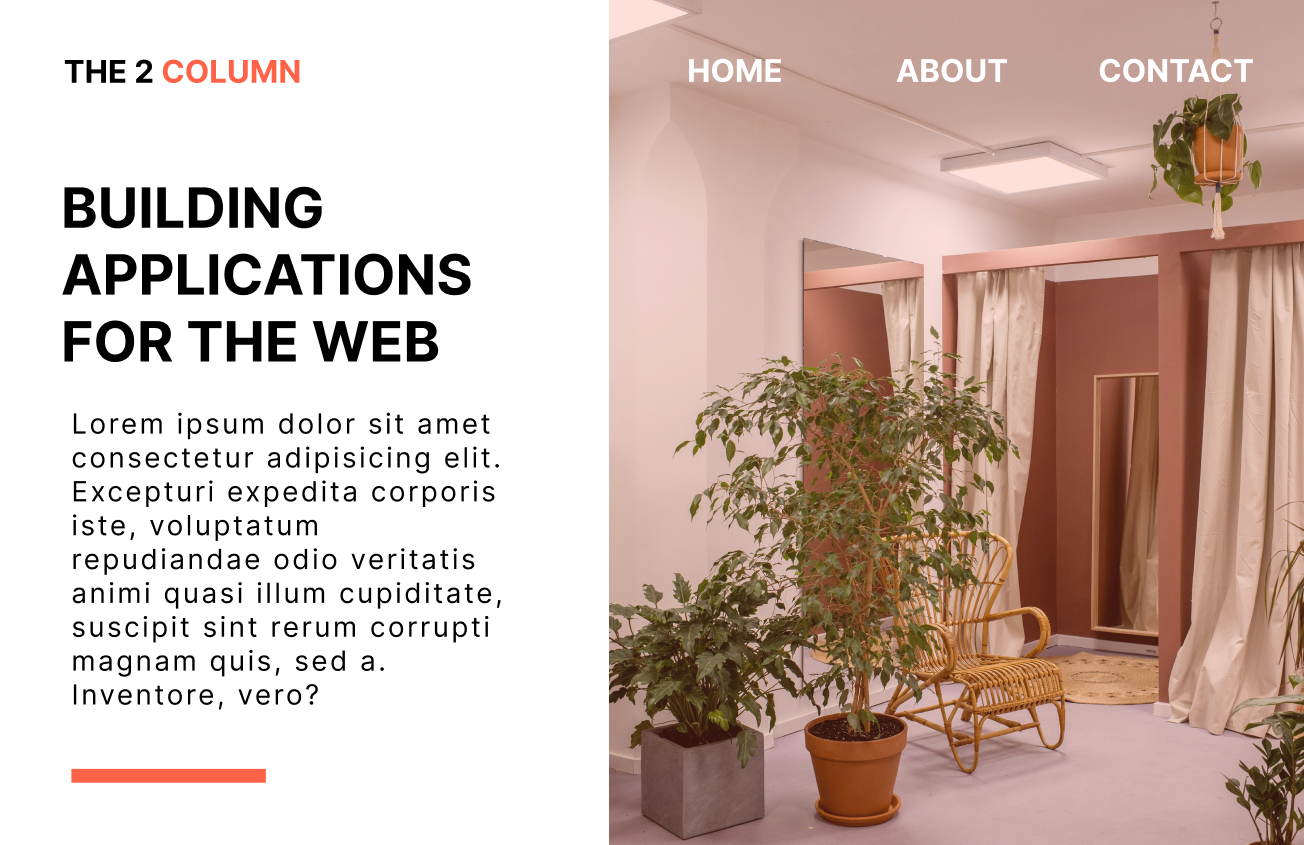 THE 2 COLUMN
HOME ABOUT CONTACT
BUILDING
APPLICATIONS
FOR THE WEB
Lorem ipsum dolor sit amet
consectetur adipisicing elit.
Excepturi expedita corporis
iste, voluptatum
repudiandae odio veritatis
animi quasi illum cupiditate,
suscipit sint rerum corrupti
magnam quis, sed a.
Inventore, vero?